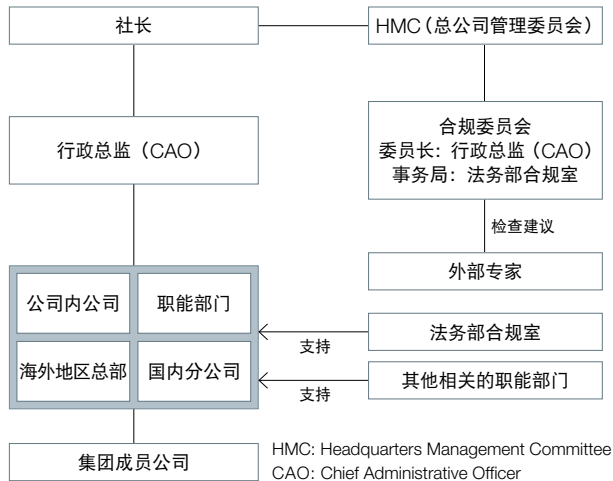 社长
HMC（总公司管理委员会）
行政总监（CAO）
合规委员会
委员长：行政总监（CAO）
事务局：法务部合规室
检查建议
外部专家
公司内公司
职能部门
海外地区总部
国内分公司
支持
法务部合规室
支持
其他相关的职能部门
集团成员公司
HMC: Headquarters Management Committee
CAO: Chief Administrative Officer